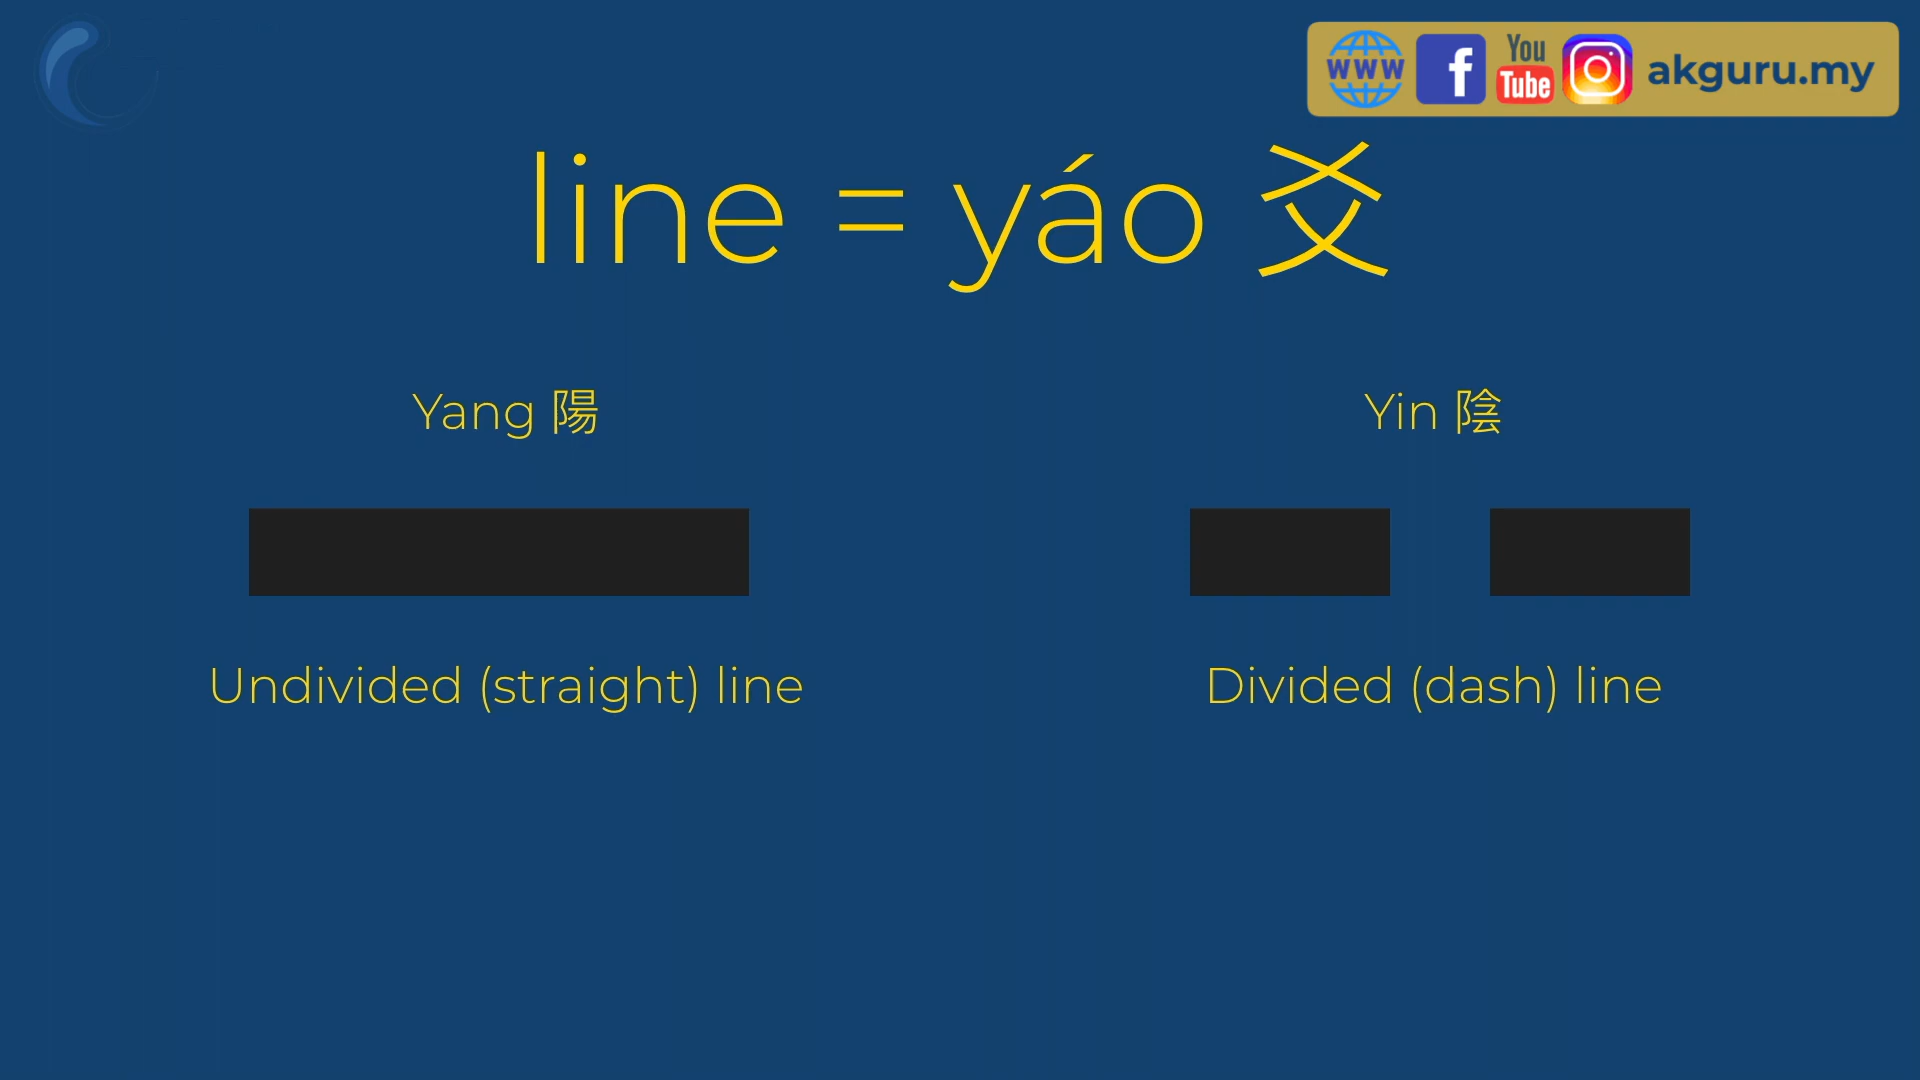 WWW f You Tube akguru.my
line = yáo 爻
Yang 陽
Yin 陰
Undivided (straight) line
Divided (dash) line